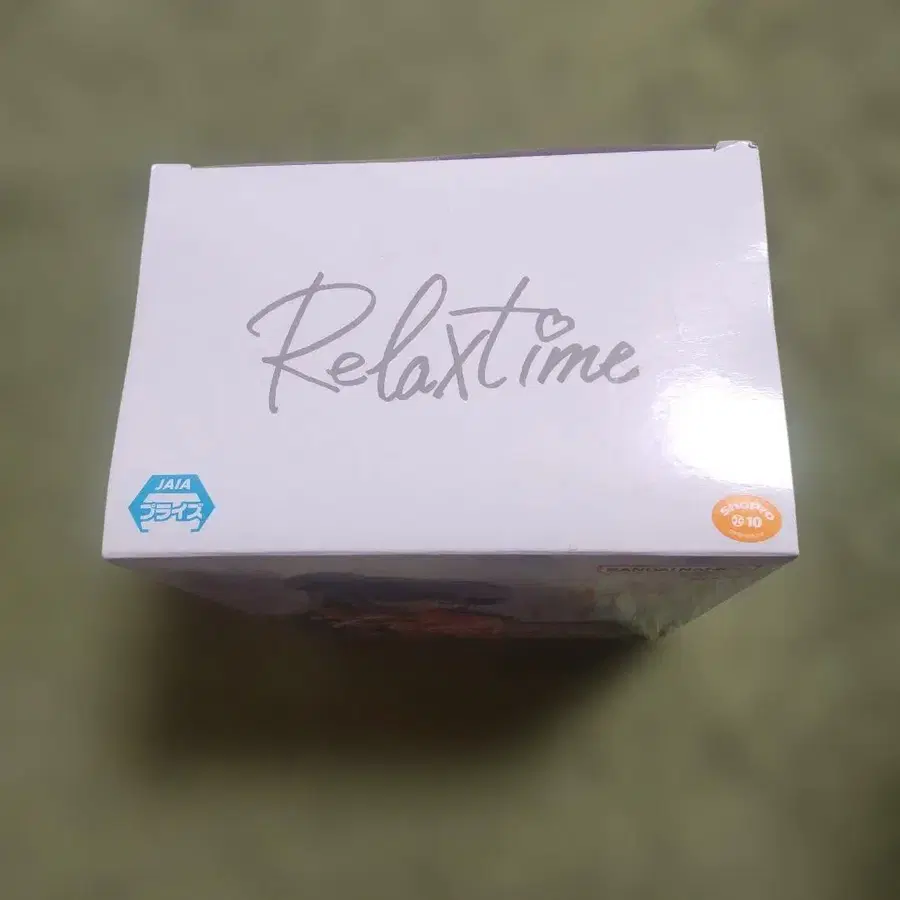 Relaxtime
JAIA
プライズ
ShoPro
10